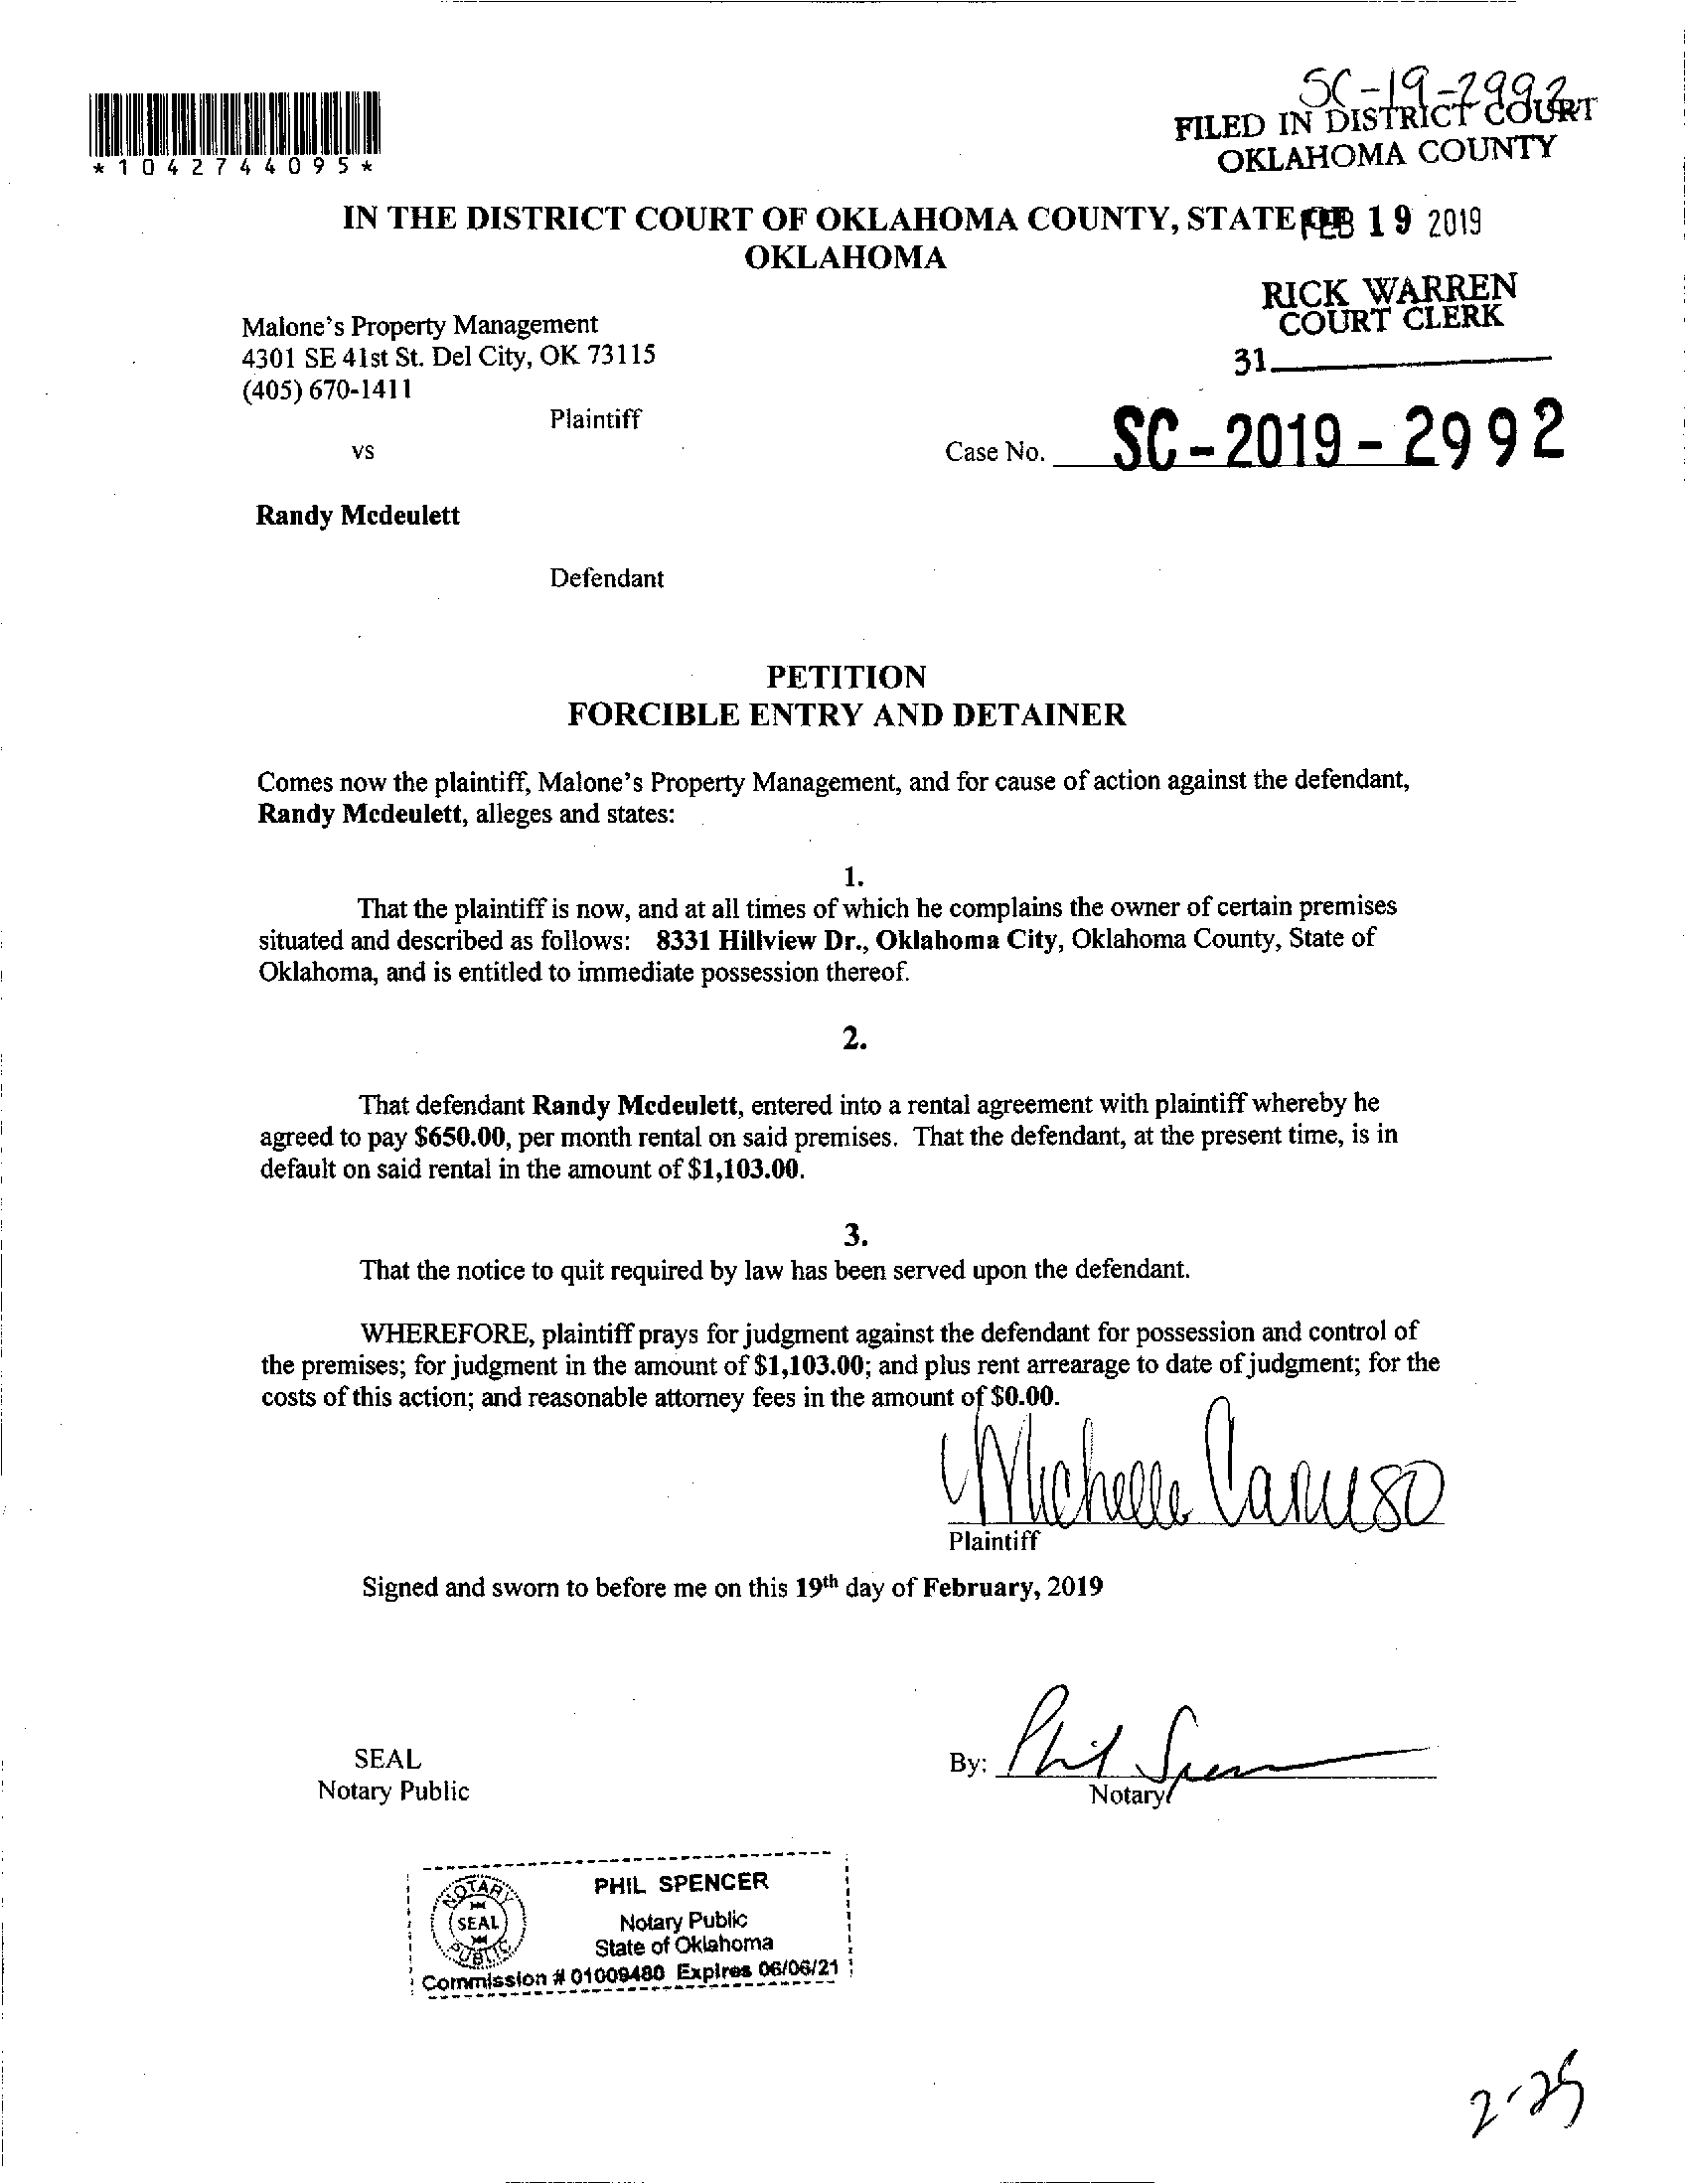 SC-19-2992
FILED IN DISTRICT COURT
OKLAHOMA COUNTY
*1042744095*
IN THE DISTRICT COURT OF OKLAHOMA COUNTY, STATE
FEB 19 2019
OKLAHOMA
RICK WARREN
COURT CLERK
31
Malone's Property Management
4301 SE 41st St. Del City, OK 73115
(405) 670-1411
Plaintiff
vs
Case No. SC-2019-2992
Randy Mcdeulett
Defendant
PETITION
FORCIBLE ENTRY AND DETAINER
Comes now the plaintiff, Malone's Property Management, and for cause of action against the defendant,
Randy Mcdeulett, alleges and states:
1.
That the plaintiff is now, and at all times of which he complains the owner of certain premises
situated and described as follows: 8331 Hillview Dr., Oklahoma City, Oklahoma County, State of
Oklahoma, and is entitled to immediate possession thereof.
2.
That defendant Randy Mcdeulett, entered into a rental agreement with plaintiff whereby he
agreed to pay $650.00, per month rental on said premises. That the defendant, at the present time, is in
default on said rental in the amount of $1,103.00.
3.
That the notice to quit required by law has been served upon the defendant.
WHEREFORE, plaintiff prays for judgment against the defendant for possession and control of
the premises; for judgment in the amount of $1,103.00; and plus rent arrearage to date of judgment; for the
costs of this action; and reasonable attorney fees in the amount of $0.00.
Michelle Caruso
Plaintiff
Signed and sworn to before me on this 19th day of February, 2019
SEAL
Notary Public
By: Phil Spencer
Notary
NOTARY
SEAL
PUBLIC
PHIL SPENCER
Notary Public
State of Oklahoma
Commission # 01009480 Expires 06/06/21
2-25